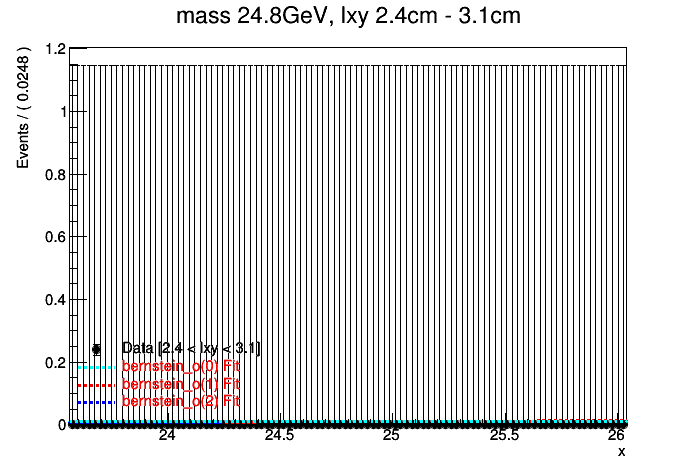 mass 24.8GeV, lxy 2.4cm - 3.1cm
Events / ( 0.0248 )
1.2
1
0.8
0.6
0.4
0.2
0
Data [2.4 < lxy < 3.1]
bernstein_o(0) Fit
bernstein_o(1) Fit
bernstein_o(2) Fit
24 24.5 25 25.5 26
x